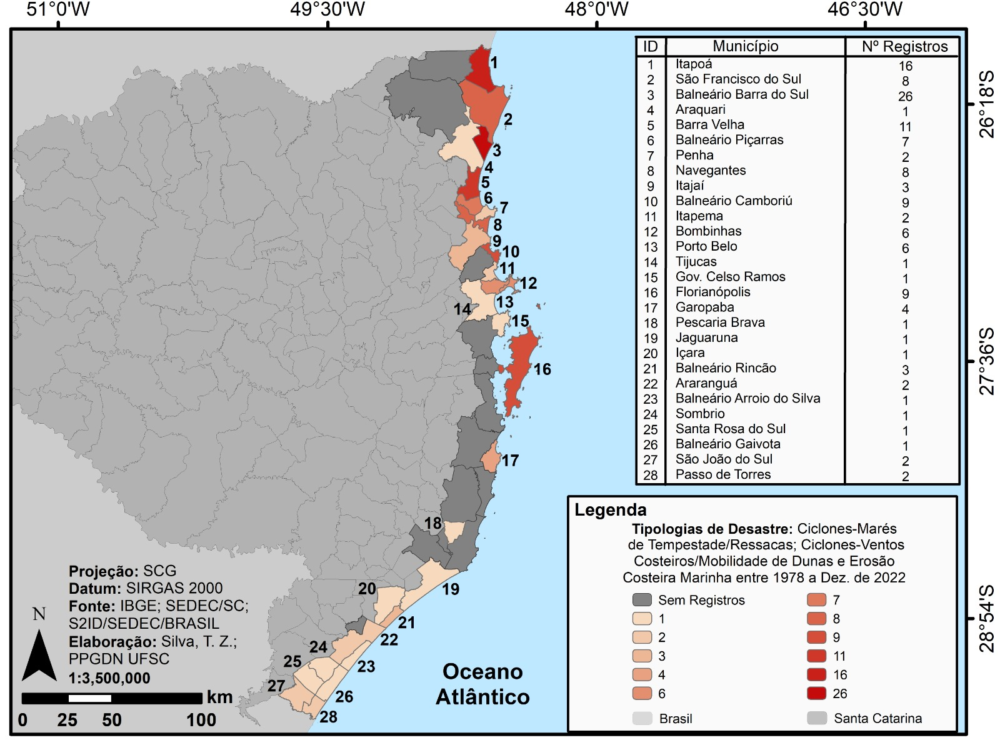 51°0'W 49°30'W 48°0'W 46°30'W
ID Município Nº Registros
1 Itapoá 16
2 São Francisco do Sul 8
3 Balneário Barra do Sul 26
4 Araquari 1
5 Barra Velha 11
6 Balneário Piçarras 7
7 Penha 2
8 Navegantes 8
9 Itajaí 3
10 Balneário Camboriú 9
11 Itapema 2
12 Bombinhas 6
13 Porto Belo 6
14 Tijucas 1
15 Gov. Celso Ramos 1
16 Florianópolis 9
17 Garopaba 4
18 Pescaria Brava 1
19 Jaguaruna 1
20 Içara 1
21 Balneário Rincão 3
22 Araranguá 2
23 Balneário Arroio do Silva 1
24 Sombrio 1
25 Santa Rosa do Sul 1
26 Balneário Gaivota 1
27 São João do Sul 2
28 Passo de Torres 2
26°18'S
27°36'S
28°54'S
1
2
3
4
5
6
7
8
9
10
11
12
13
14
15
16
17
18
19
20
21
22
24
23
25
27
26
28
Oceano
Atlântico
Projeção: SCG
Datum: SIRGAS 2000
Fonte: IBGE; SEDEC/SC;
S2ID/SEDEC/BRASIL
Elaboração: Silva, T. Z.;
PPGDN UFSC
1:3,500,000
N
km
0 25 50 100
Legenda
Tipologias de Desastre: Ciclones-Marés
de Tempestade/Ressacas; Ciclones-Ventos
Costeiros/Mobilidade de Dunas e Erosão
Costeira Marinha entre 1978 a Dez. de 2022
Sem Registros
1
2
3
4
6
7
8
9
11
16
26
Brasil
Santa Catarina